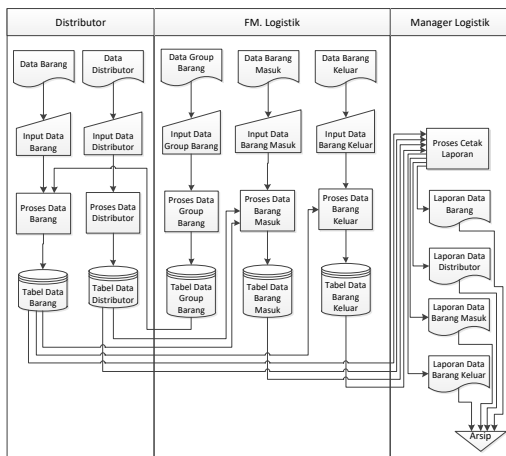 Distributor
FM. Logistik
Manager Logistik
Data Barang
Data
Distributor
Data Group
Barang
Data Barang
Masuk
Data Barang
Keluar
Input Data
Barang
Input Data
Distributor
Input Data
Group Barang
Input Data
Barang Masuk
Input Data
Barang Keluar
Proses Cetak
Laporan
Proses Data
Barang
Proses Data
Distributor
Proses Data
Group
Barang
Proses Data
Barang
Masuk
Proses Data
Barang
Keluar
Laporan Data
Barang
Laporan Data
Distributor
Tabel Data
Barang
Tabel Data
Distributor
Tabel Data
Group
Barang
Tabel Data
Barang
Masuk
Tabel Data
Barang
Keluar
Laporan Data
Barang Masuk
Laporan Data
Barang Keluar
Arsip